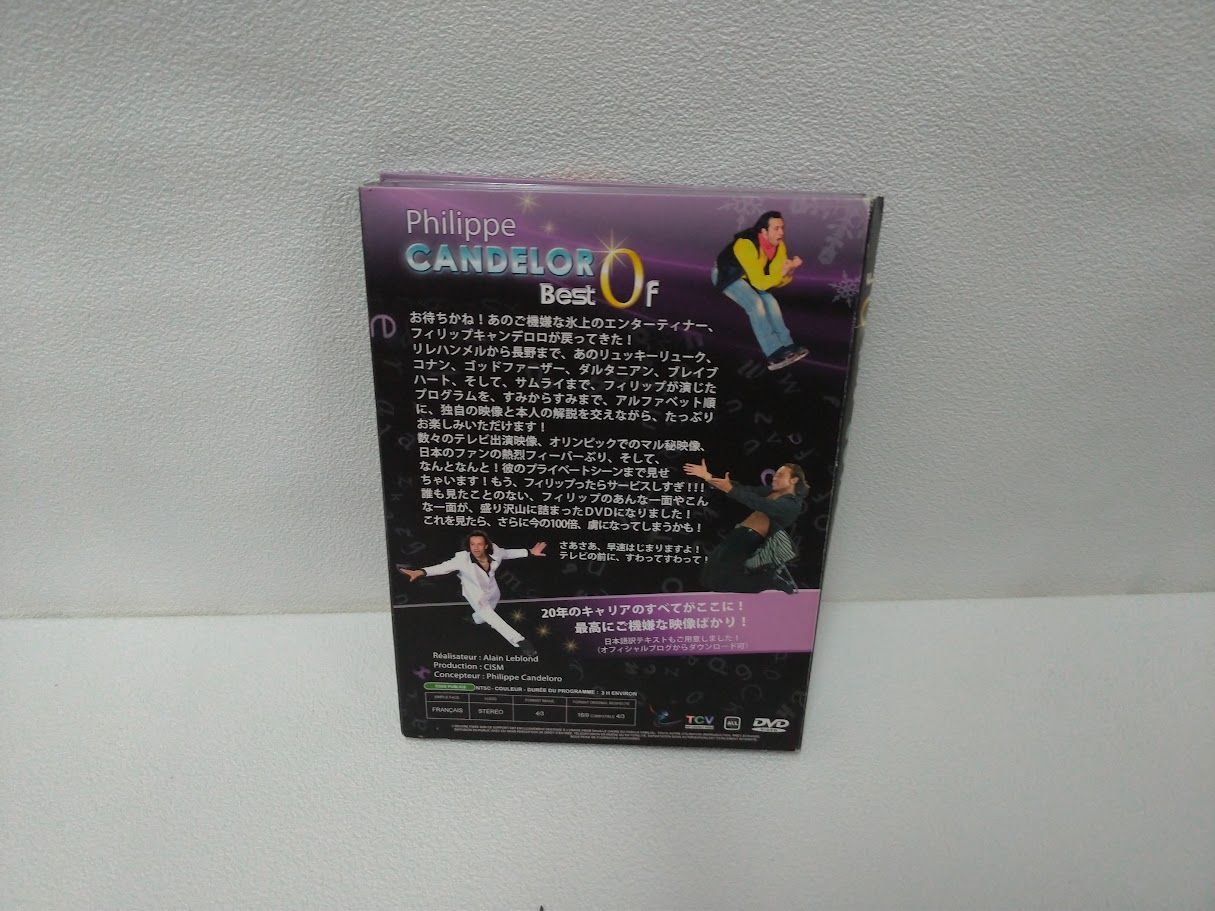 Philippe
CANDELORO
Best Of
お待ちかね！あのご機嫌な氷上のエンターティナー、
フィリップキャンデロロが戻ってきた！
リレハンメルから長野まで、あのリュッキーリューク、
コナン、ゴッドファーザー、ダルタニアン、ブレイブ
ハート、そして、サムライまで、フィリップが演じた
プログラムを、すみからすみまで、アルファベット順
に、独自の映像と本人の解説を交えながら、たっぷり
お楽しみいただけます！
数々のテレビ出演映像、オリンピックでのマル秘映像、
日本のファンの熱烈フィーバーぶり、そして、
なんとなんと！彼のプライベートシーンまで見せ
ちゃいます！もう、フィリップったらサービスしすぎ！！！
誰も見たことのない、フィリップのあんな一面やこん
な一面が、盛り沢山に詰まったDVDになりました！
これを見たら、さらに今の100倍、虜になってしまうかも！
さあさあ、早速はじまりますよ！
テレビの前に、すわってすわって！
20年のキャリアのすべてがここに！
最高にご機嫌な映像ばかり！
日本語訳テキストもご用意しました！
（オフィシャルブログからダウンロード可）
Réalisateur : Alain Leblond
Production : CISM
Concepteur : Philippe Candeloro
NTSC - COULEUR - DURÉE DU PROGRAMME : 3 H ENVIRON
FRANÇAIS STÉRÉO 4/3 16/9 COMPATIBLE 4/3
TCV ALL DVD
VIDEO